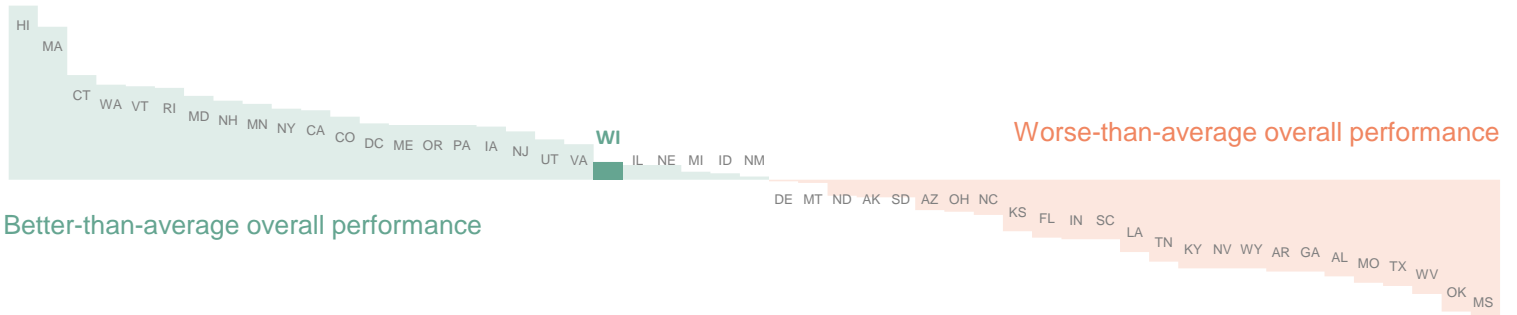 HI
MA
CT
WA
VT
RI
MD
NH
MN
NY
CA
CO
DC
ME
OR
PA
IA
NJ
UT
VA
WI
IL
NE
MI
ID
NM
Worse-than-average overall performance
DE
MT
ND
AK
SD
AZ
OH
NC
KS
FL
IN
SC
LA
TN
KY
NV
WY
AR
GA
AL
MO
TX
WV
OK
MS
Better-than-average overall performance